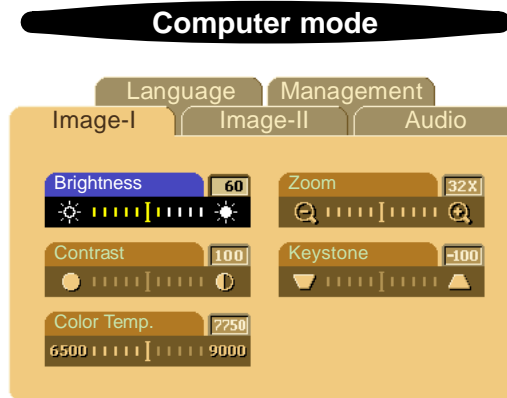 Computer mode
Language Management
Image-I Image-II Audio
Brightness 60 Zoom 32X
Contrast 100 Keystone -100
Color Temp. 7750
6500 9000